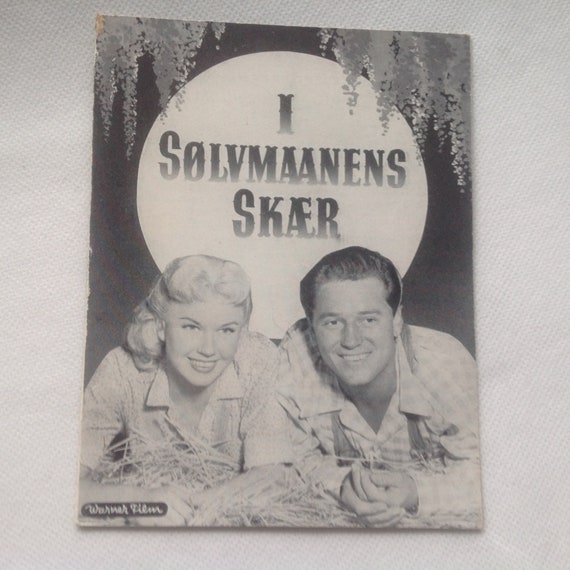 I
SØLVMAANENS
SKÆR
Warner Film